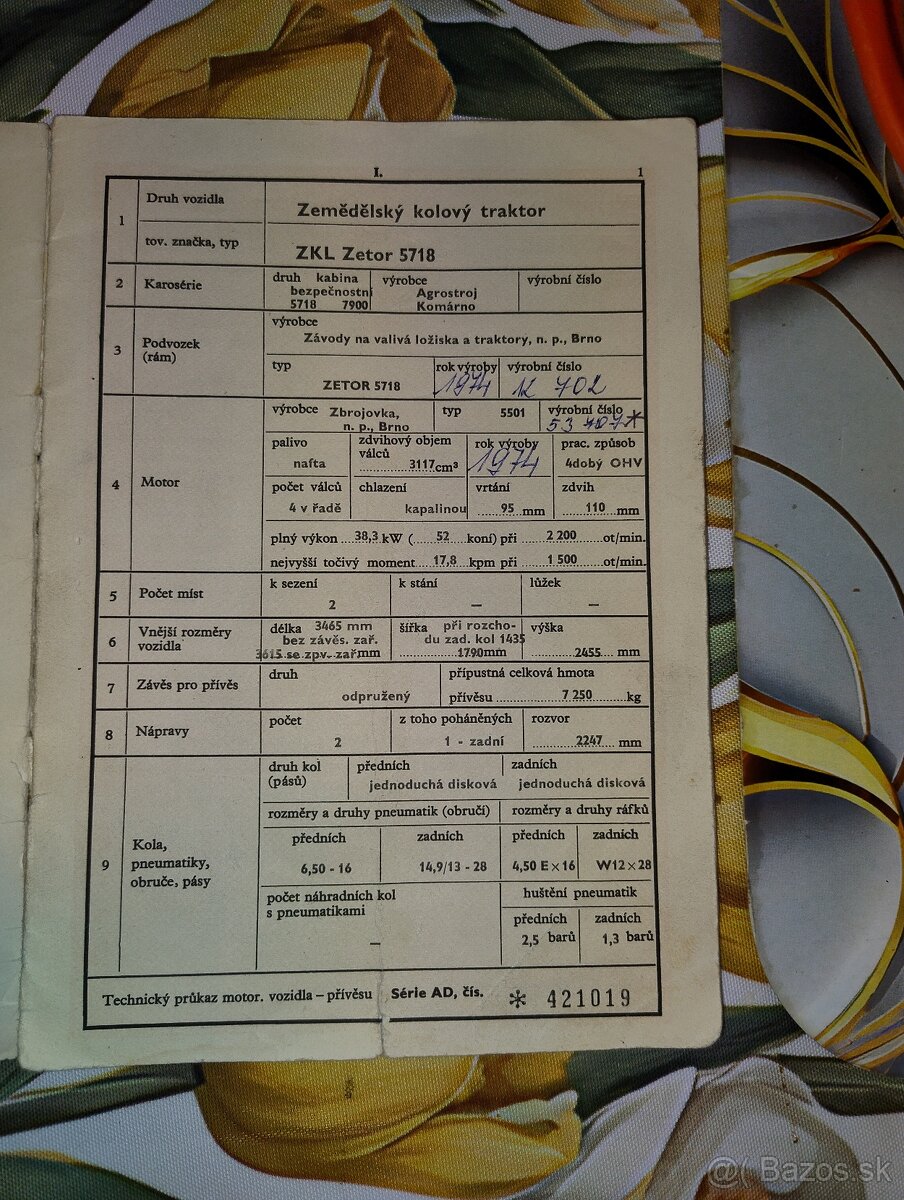 I. 1
1 Druh vozidla Zemědělský kolový traktor
tov. značka, typ ZKL Zetor 5718
2 Karosérie druh kabina výrobce výrobní číslo
bezpečnostní Agrostroj
5718 7900 Komárno
3 Podvozek (rám) výrobce
Závody na valivá ložiska a traktory, n. p., Brno
typ rok výroby výrobní číslo
ZETOR 5718 1974 12 702
4 Motor výrobce Zbrojovka, typ 5501 výrobní číslo
n. p., Brno
palivo zdvihový objem válců rok výroby prac. způsob
nafta 3117 cm³ 1974 4dobý OHV
počet válců chlazení vrtání zdvih
4 v řadě kapalinou 95 mm 110 mm
plný výkon 38,3 kW ( 52 koní) při 2 200 ot/min.
nejvyšší točivý moment 17,8 kpm při 1 500 ot/min.
5 Počet míst k sezení k stání lůžek
2 — —
6 Vnější rozměry vozidla délka 3465 mm šířka při rozcho- výška
bez závěs. zař. du zad. kol 1435
3615 se zpv. zař mm 1790 mm 2455 mm
7 Závěs pro přívěs druh přípustná celková hmota
odpružený přívěsu 7 250 kg
8 Nápravy počet z toho poháněných rozvor
2 1 - zadní 2247 mm
9 Kola, pneumatiky, obruče, pásy druh kol (pásů) předních zadních
jednoduchá disková jednoduchá disková
rozměry a druhy pneumatik (obručí) rozměry a druhy ráfků
předních zadních předních zadních
6,50 - 16 14,9/13 - 28 4,50 E × 16 W12 × 28
počet náhradních kol s pneumatikami huštění pneumatik
předních zadních
— 2,5 barů 1,3 barů
Technický průkaz motor. vozidla – přívěsu Série AD, čís. * 421019
@( Bazos.sk